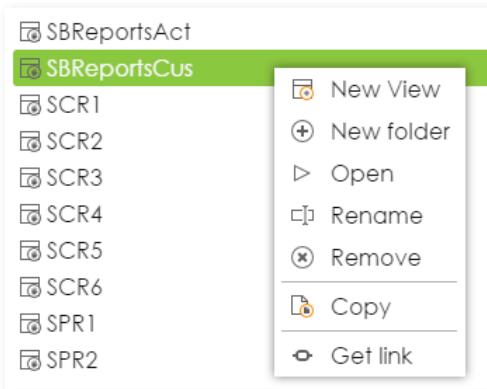 SBReportsAct
SBReportsCus
SCR1
SCR2
SCR3
SCR4
SCR5
SCR6
SPR1
SPR2
New View
New folder
Open
Rename
Remove
Copy
Get link